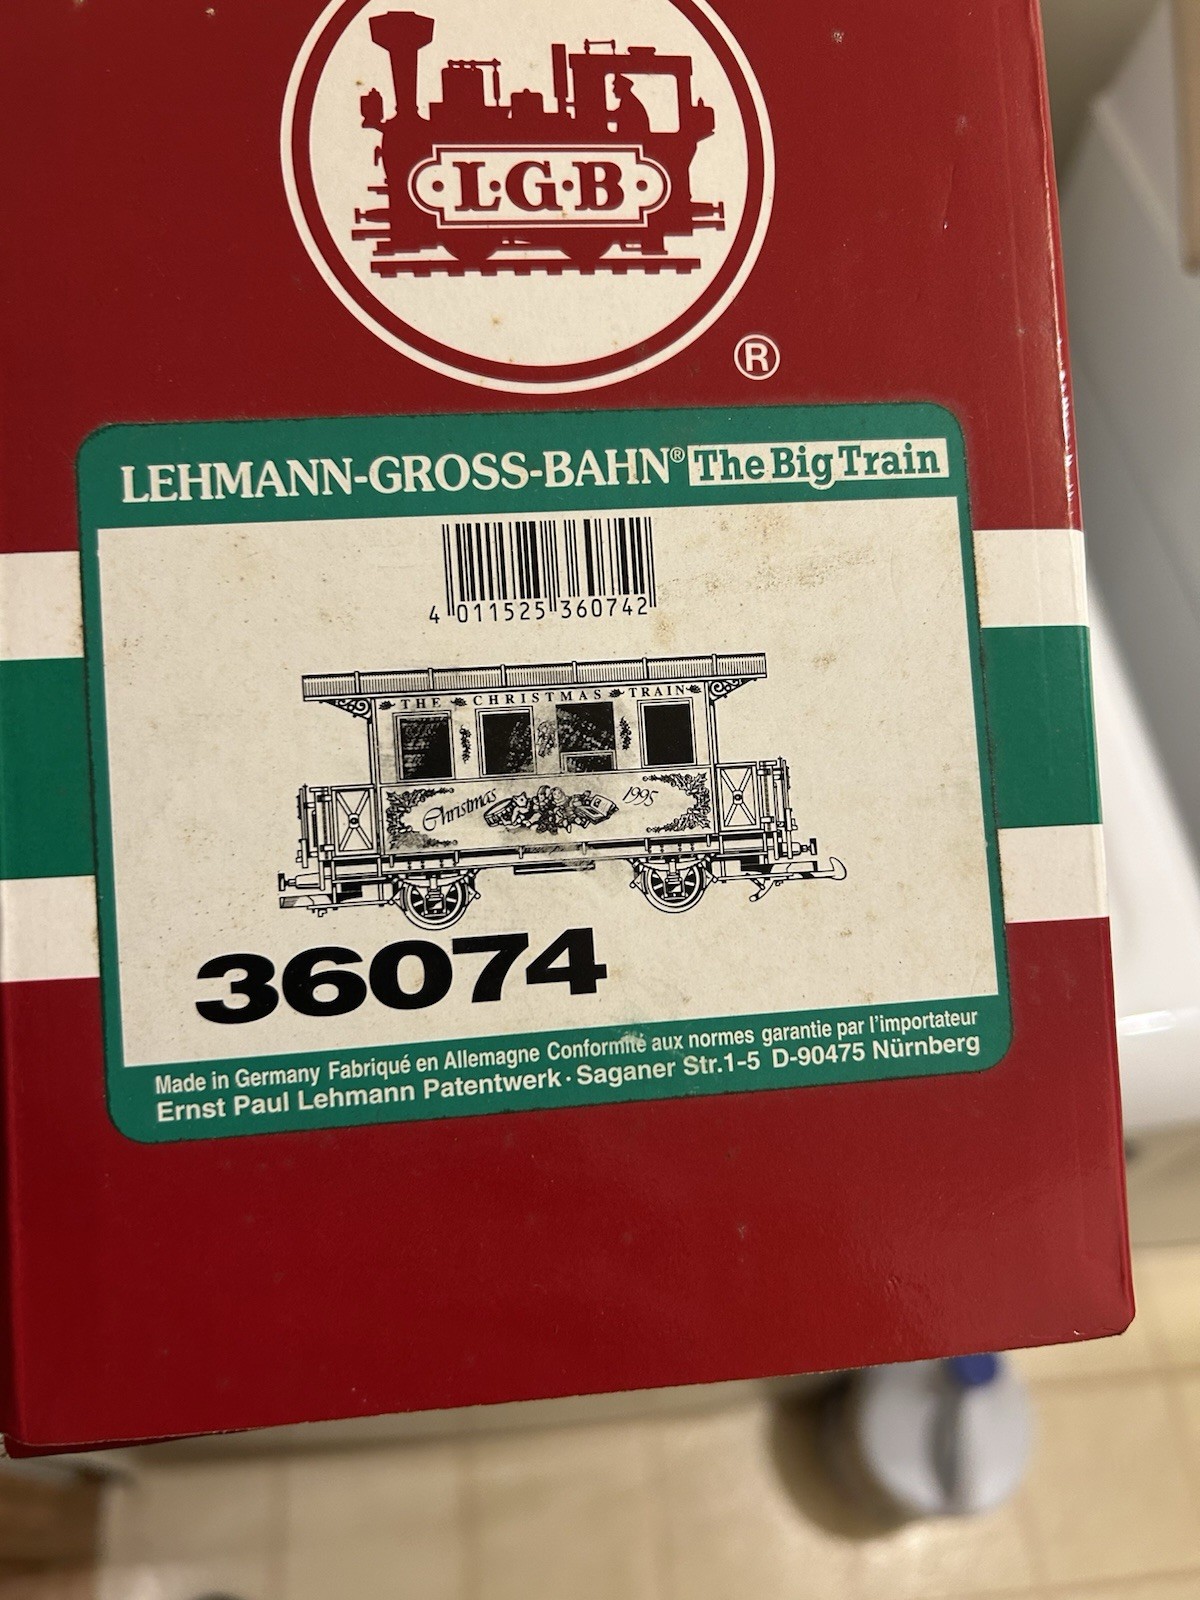 L·G·B
®
LEHMANN-GROSS-BAHN® The Big Train
4 011525 360742
THE CHRISTMAS TRAIN
Christmas 1995
36074
Made in Germany Fabriqué en Allemagne Conformité aux normes garantie par l'importateur
Ernst Paul Lehmann Patentwerk · Saganer Str.1-5 D-90475 Nürnberg